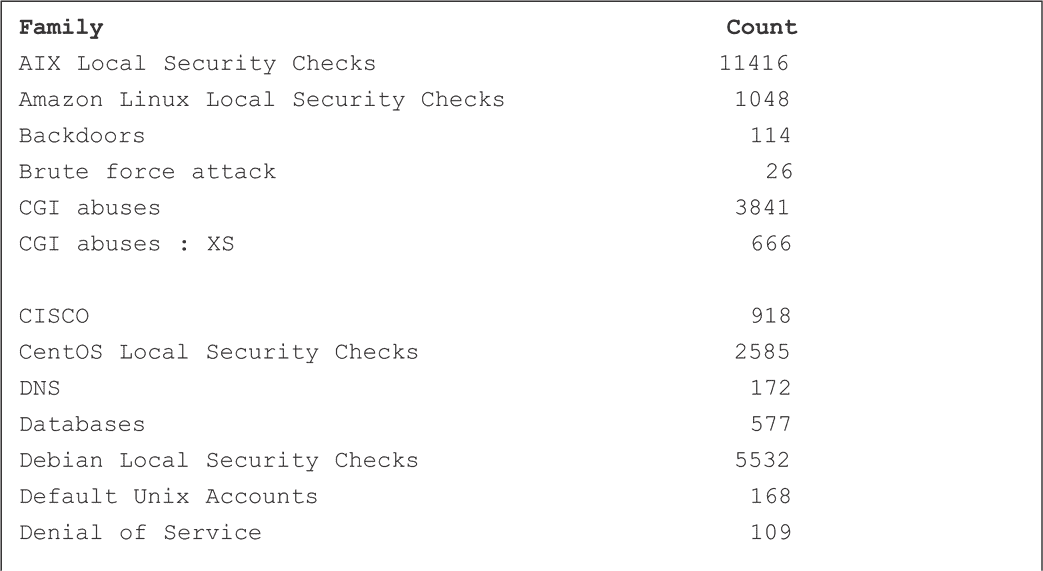 Family Count
AIX Local Security Checks 11416
Amazon Linux Local Security Checks 1048
Backdoors 114
Brute force attack 26
CGI abuses 3841
CGI abuses : XS 666
CISCO 918
CentOS Local Security Checks 2585
DNS 172
Databases 577
Debian Local Security Checks 5532
Default Unix Accounts 168
Denial of Service 109